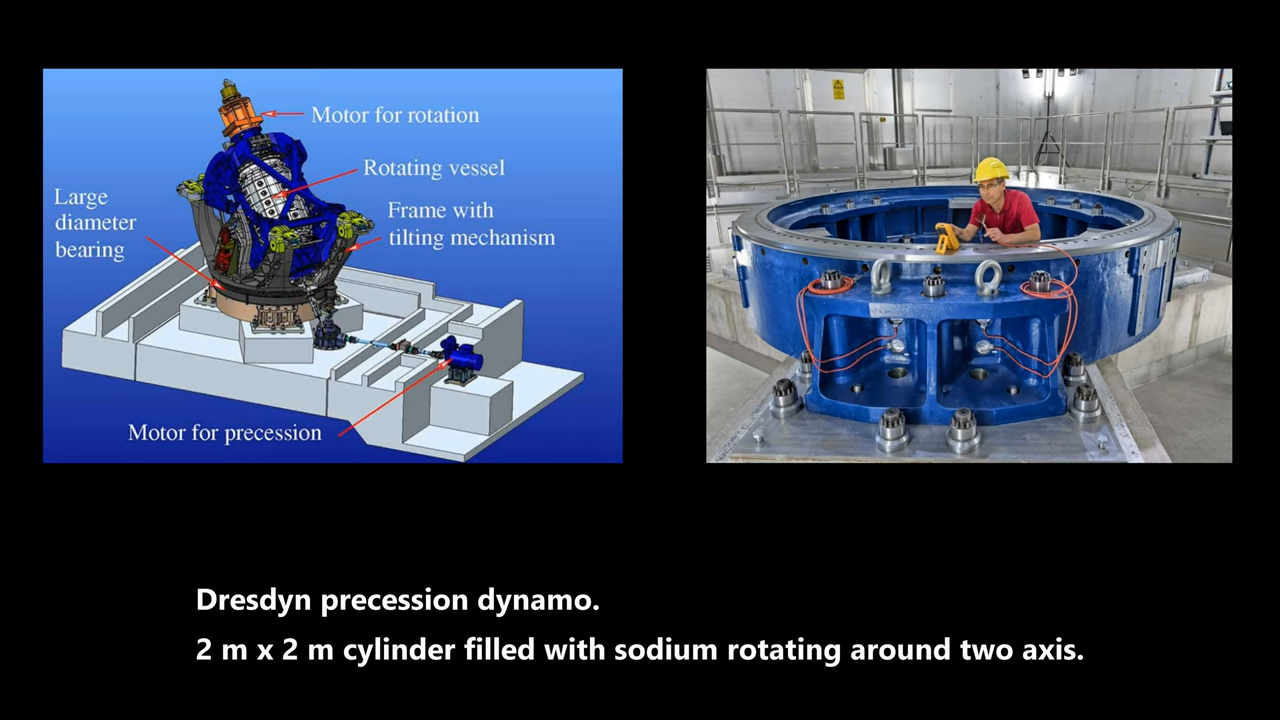 Motor for rotation
Rotating vessel
Large
diameter
bearing
Frame with
tilting mechanism
Motor for precession
Dresdyn precession dynamo.
2 m x 2 m cylinder filled with sodium rotating around two axis.